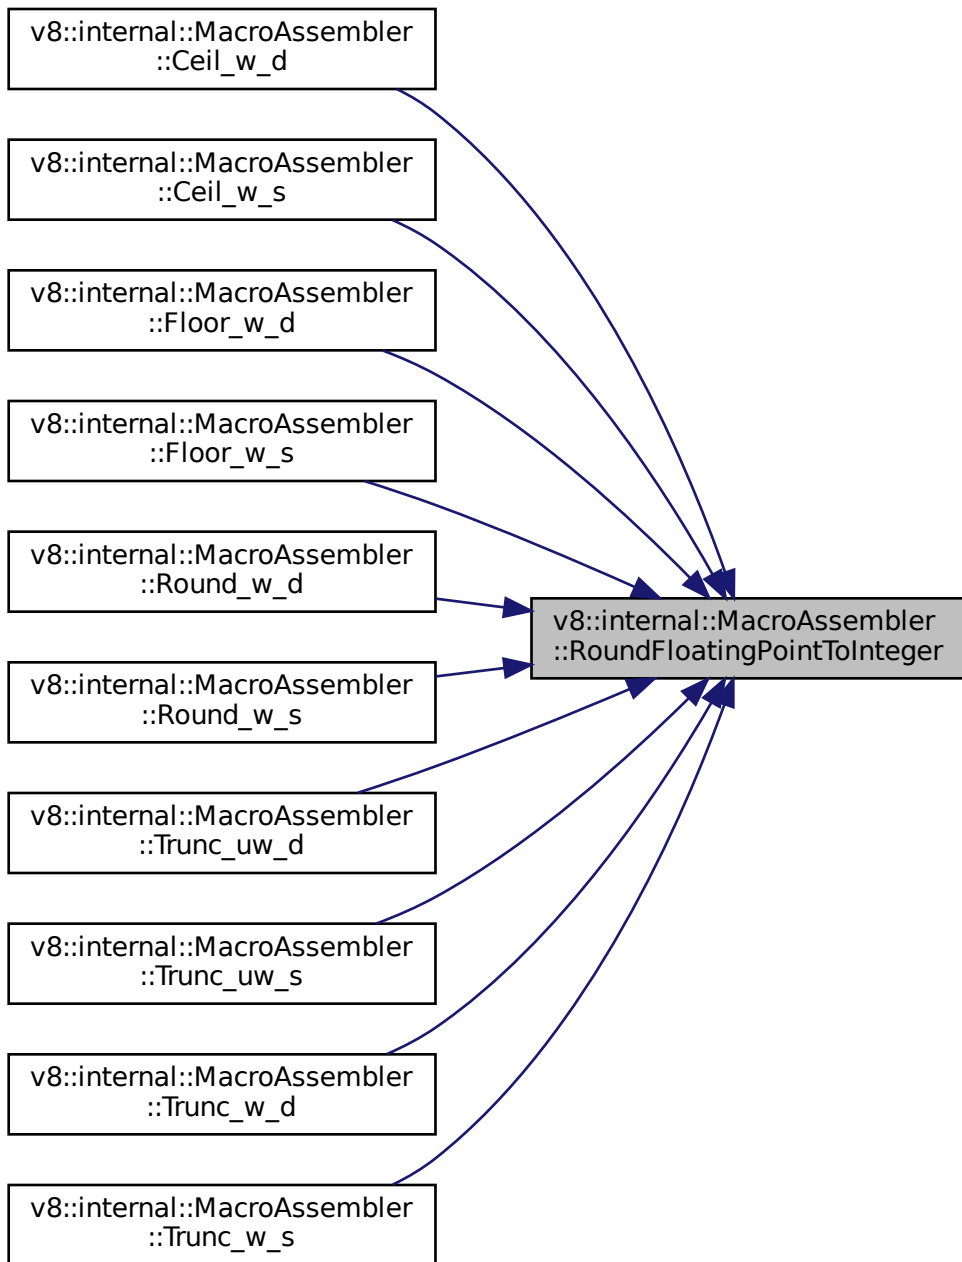 v8::internal::MacroAssembler
::Ceil_w_d
v8::internal::MacroAssembler
::Ceil_w_s
v8::internal::MacroAssembler
::Floor_w_d
v8::internal::MacroAssembler
::Floor_w_s
v8::internal::MacroAssembler
::Round_w_d
v8::internal::MacroAssembler
::RoundFloatingPointToInteger
v8::internal::MacroAssembler
::Round_w_s
v8::internal::MacroAssembler
::Trunc_uw_d
v8::internal::MacroAssembler
::Trunc_uw_s
v8::internal::MacroAssembler
::Trunc_w_d
v8::internal::MacroAssembler
::Trunc_w_s